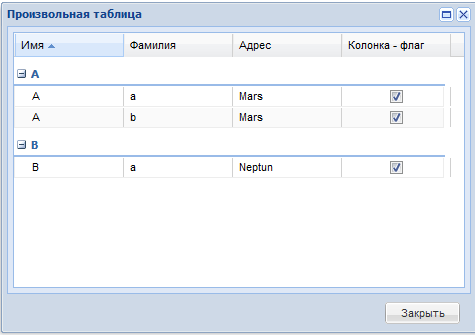 Произвольная таблица
Имя Фамилия Адрес Колонка - флаг
A
A a Mars
A b Mars
B
B a Neptun
Закрыть